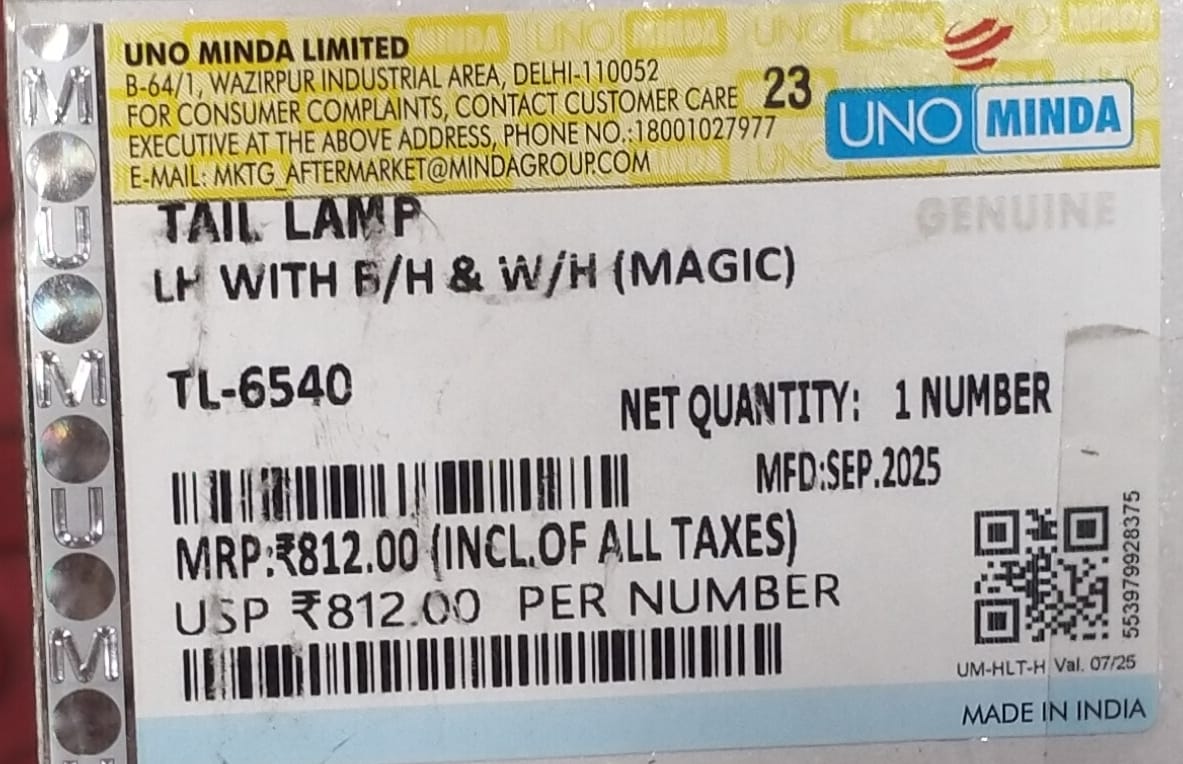 UNO MINDA LIMITED
B-64/1, WAZIRPUR INDUSTRIAL AREA, DELHI-110052
FOR CONSUMER COMPLAINTS, CONTACT CUSTOMER CARE
EXECUTIVE AT THE ABOVE ADDRESS, PHONE NO.:18001027977
E-MAIL: MKTG_AFTERMARKET@MINDAGROUP.COM
23
UNO MINDA
GENUINE
TAIL LAMP
LH WITH B/H & W/H (MAGIC)
TL-6540
NET QUANTITY: 1 NUMBER
MFD:SEP.2025
MRP:₹812.00 (INCL.OF ALL TAXES)
USP ₹812.00 PER NUMBER
553979928375
UM-HLT-H Val. 07/25
MADE IN INDIA
M
U
M
U
M